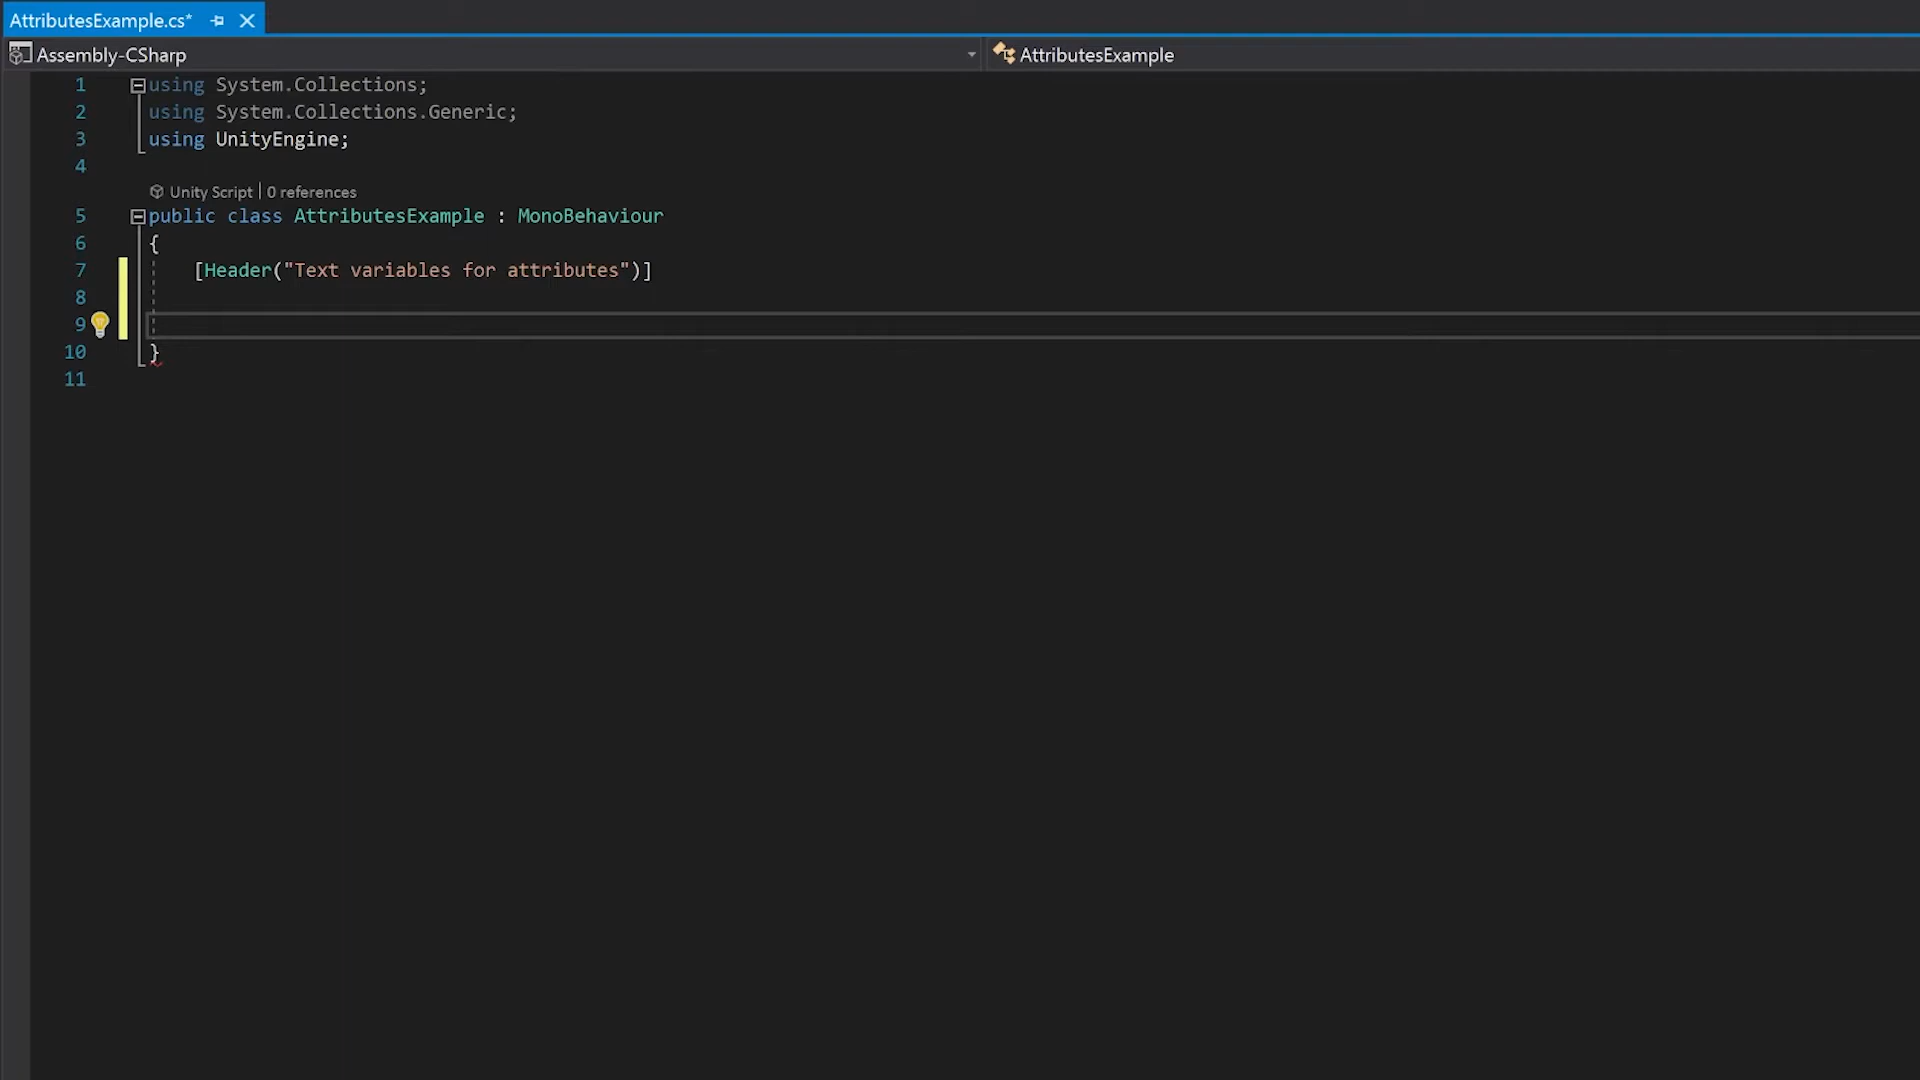 AttributesExample.cs*
Assembly-CSharp
AttributesExample
1 using System.Collections;
2 using System.Collections.Generic;
3 using UnityEngine;
4
Unity Script | 0 references
5 public class AttributesExample : MonoBehaviour
6 {
7 [Header("Text variables for attributes")]
8
9
10 }
11